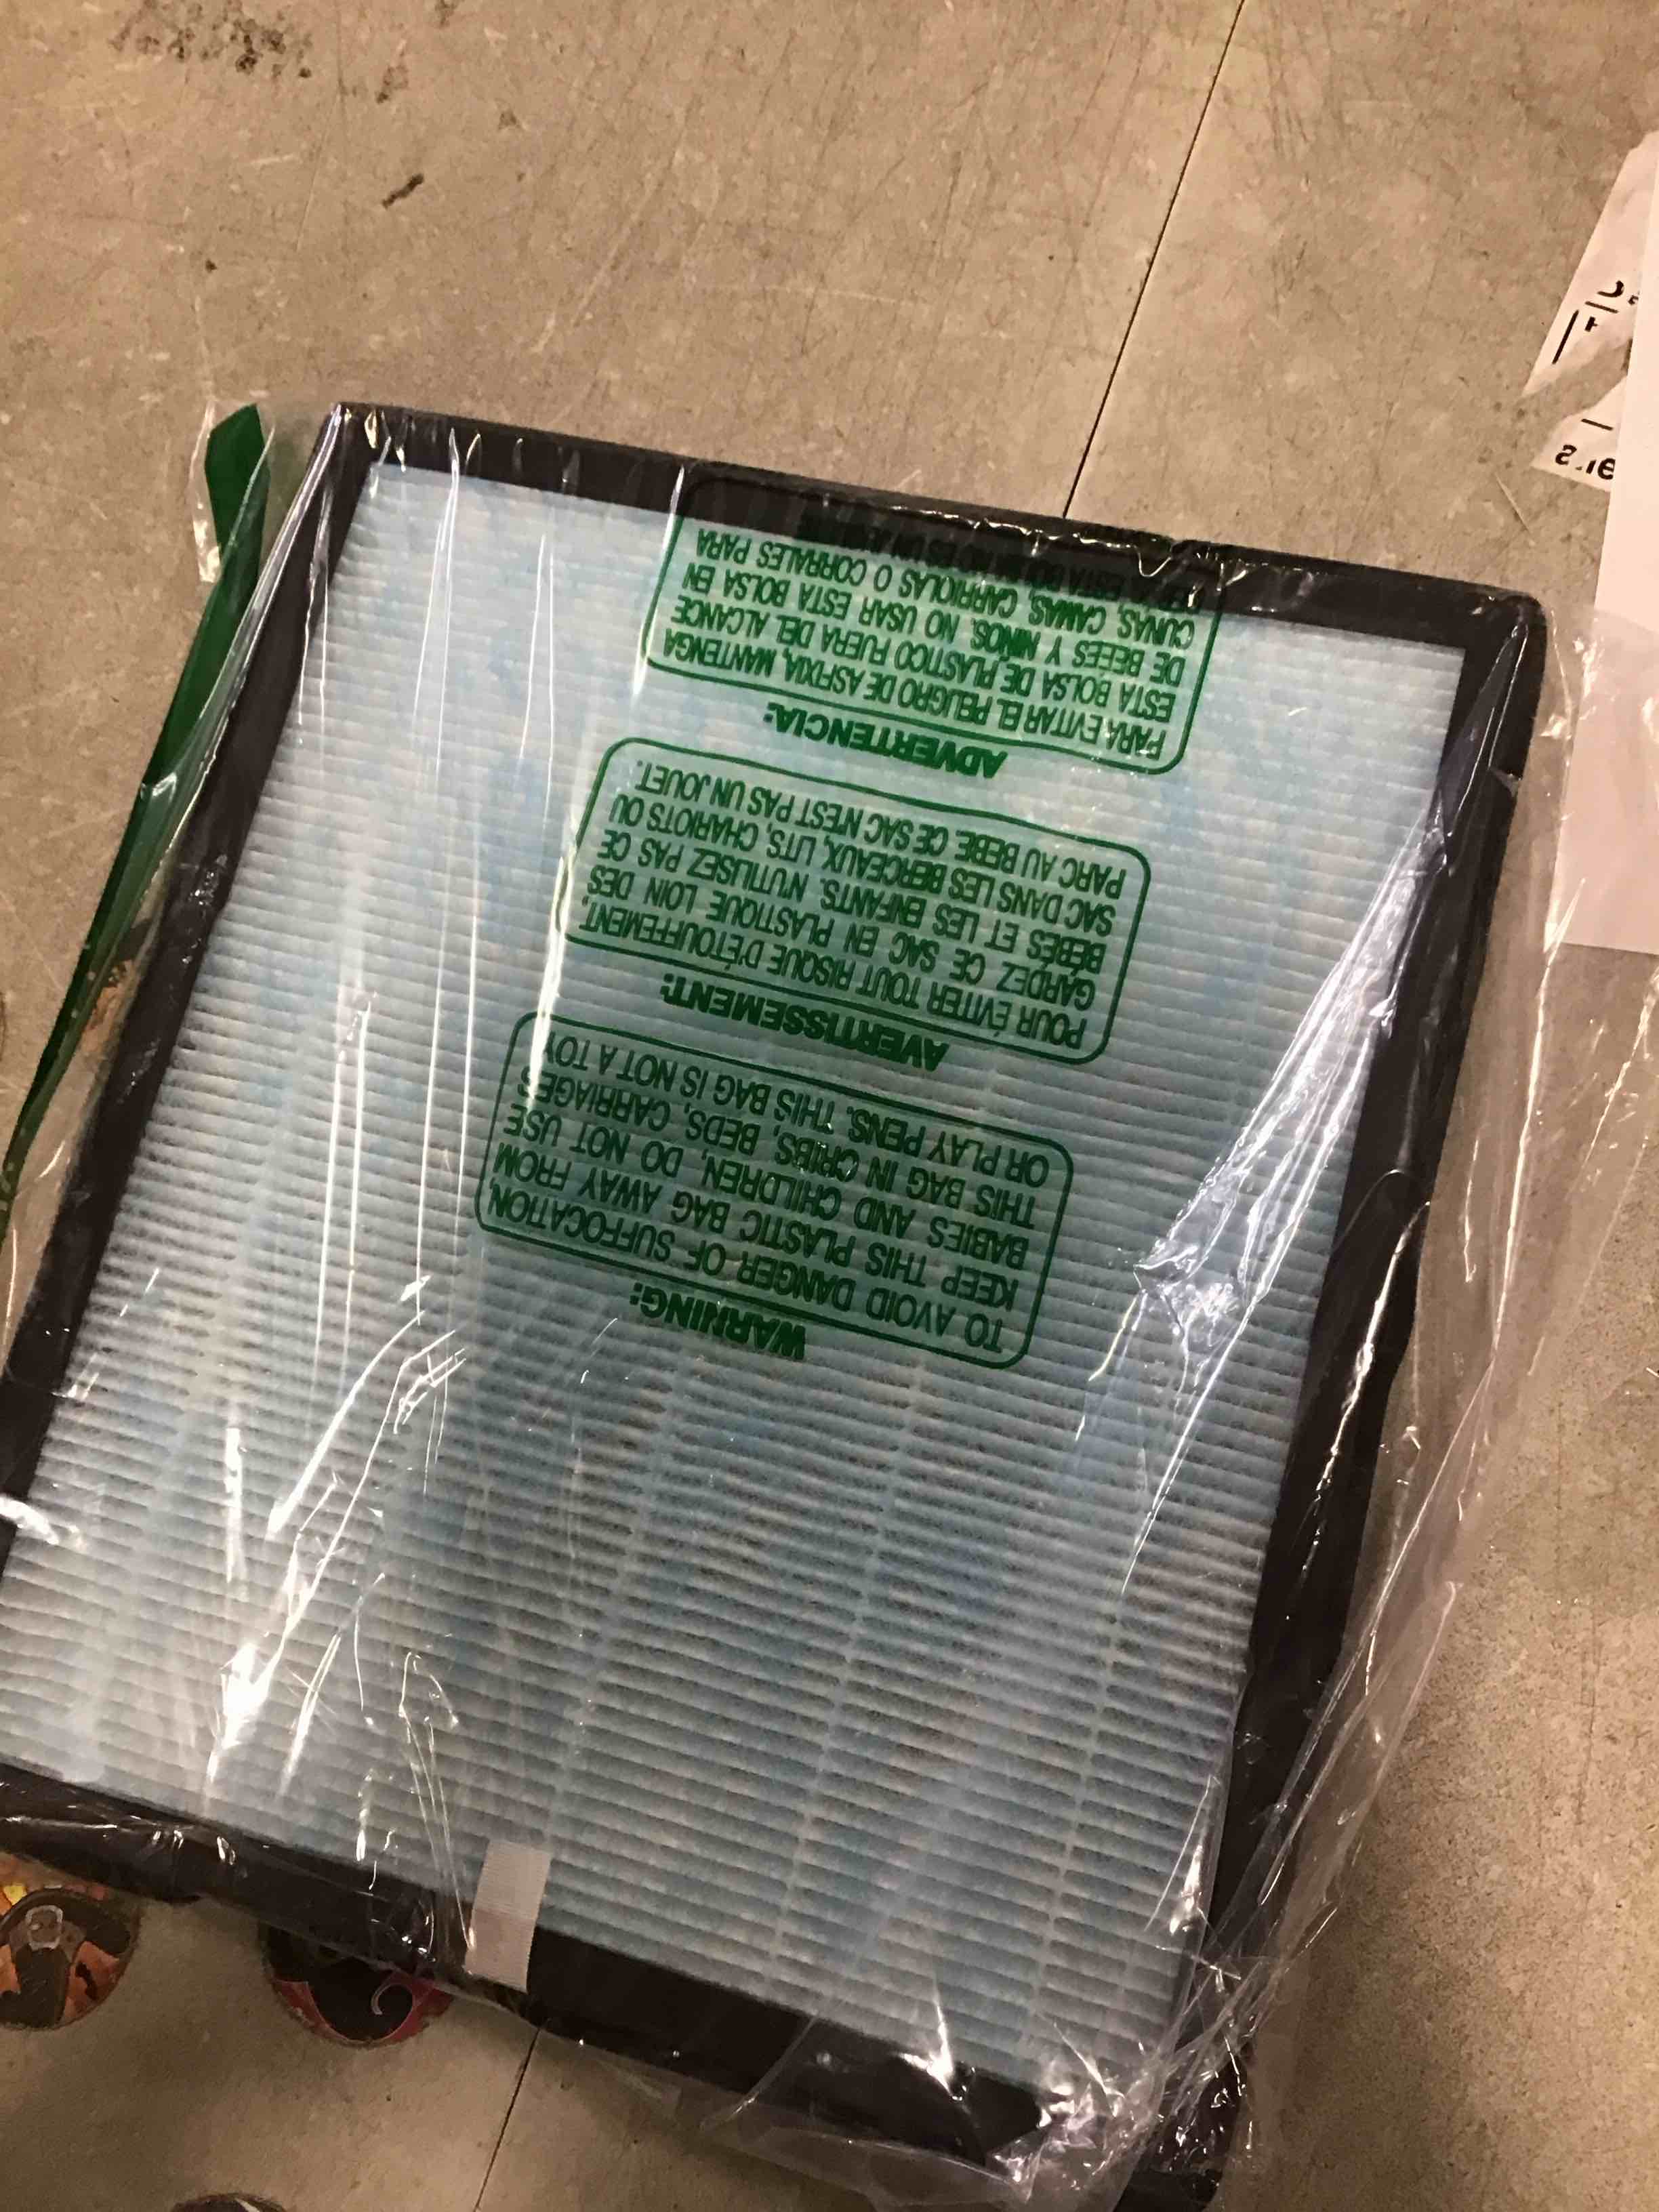 WARNING:
TO AVOID DANGER OF SUFFOCATION,
KEEP THIS PLASTIC BAG AWAY FROM
BABIES AND CHILDREN, DO NOT USE
THIS BAG IN CRIBS, BEDS, CARRIAGES
OR PLAY PENS. THIS BAG IS NOT A TOY
AVERTISSEMENT:
POUR ÉVITER TOUT RISQUE D'ÉTOUFFEMENT,
GARDEZ CE SAC EN PLASTIQUE LOIN DES
BÉBÉS ET LES ENFANTS. N'UTILISEZ PAS CE
SAC DANS LES BERCEAUX, LITS, CHARIOTS OU
PARC AU BEBE. CE SAC N'EST PAS UN JOUET.
ADVERTENCIA:
PARA EVITAR EL PELIGRO DE ASFIXIA, MANTENGA
ESTA BOLSA DE PLASTICO FUERA DEL ALCANCE
DE BEBES Y NIÑOS. NO USAR ESTA BOLSA EN
CUNAS, CAMAS, CARRIOLAS O CORRALES PARA
ESTA NO ES UN